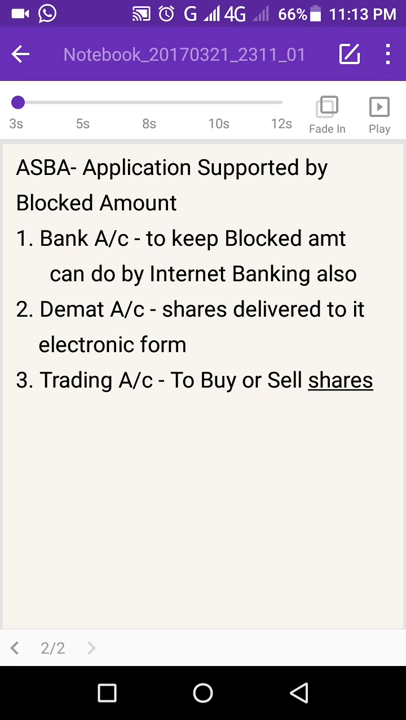 G 4G 66% 11:13 PM
Notebook_20170321_2311_01
3s 5s 8s 10s 12s Fade In Play
ASBA- Application Supported by
Blocked Amount
1. Bank A/c - to keep Blocked amt
can do by Internet Banking also
2. Demat A/c - shares delivered to it
electronic form
3. Trading A/c - To Buy or Sell shares
2/2